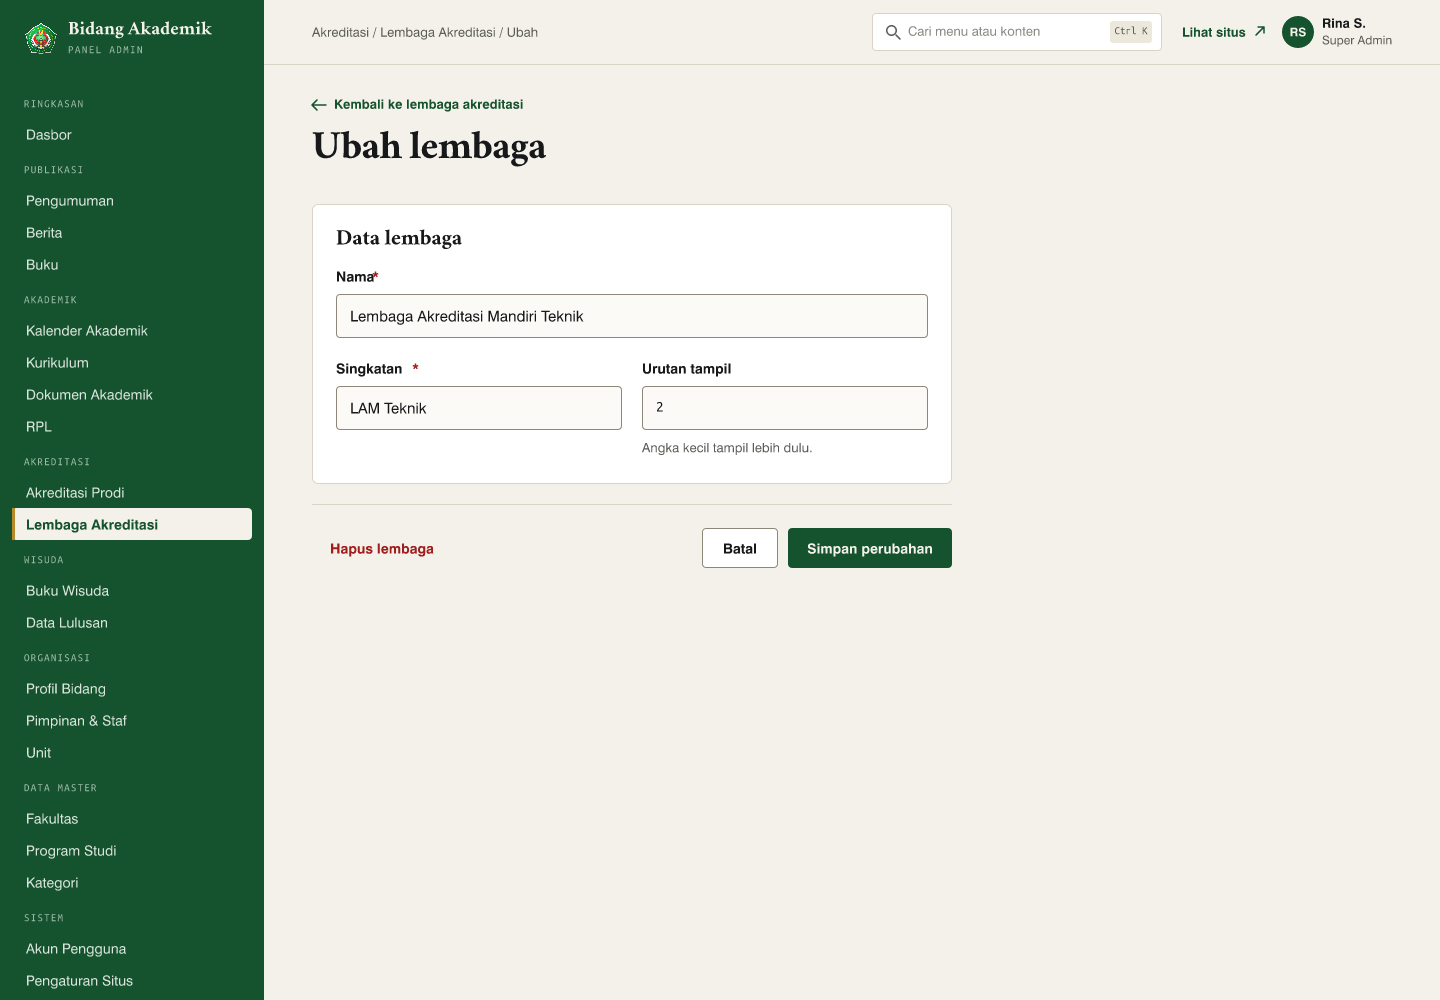 Bidang Akademik
PANEL ADMIN
RINGKASAN
Dasbor
PUBLIKASI
Pengumuman
Berita
Buku
AKADEMIK
Kalender Akademik
Kurikulum
Dokumen Akademik
RPL
AKREDITASI
Akreditasi Prodi
Lembaga Akreditasi
WISUDA
Buku Wisuda
Data Lulusan
ORGANISASI
Profil Bidang
Pimpinan & Staf
Unit
DATA MASTER
Fakultas
Program Studi
Kategori
SISTEM
Akun Pengguna
Pengaturan Situs
Akreditasi / Lembaga Akreditasi / Ubah
Cari menu atau konten Ctrl K
Lihat situs
RS
Rina S.
Super Admin
Kembali ke lembaga akreditasi
Ubah lembaga
Data lembaga
Nama*
Lembaga Akreditasi Mandiri Teknik
Singkatan * Urutan tampil
LAM Teknik 2
Angka kecil tampil lebih dulu.
Hapus lembaga Batal Simpan perubahan